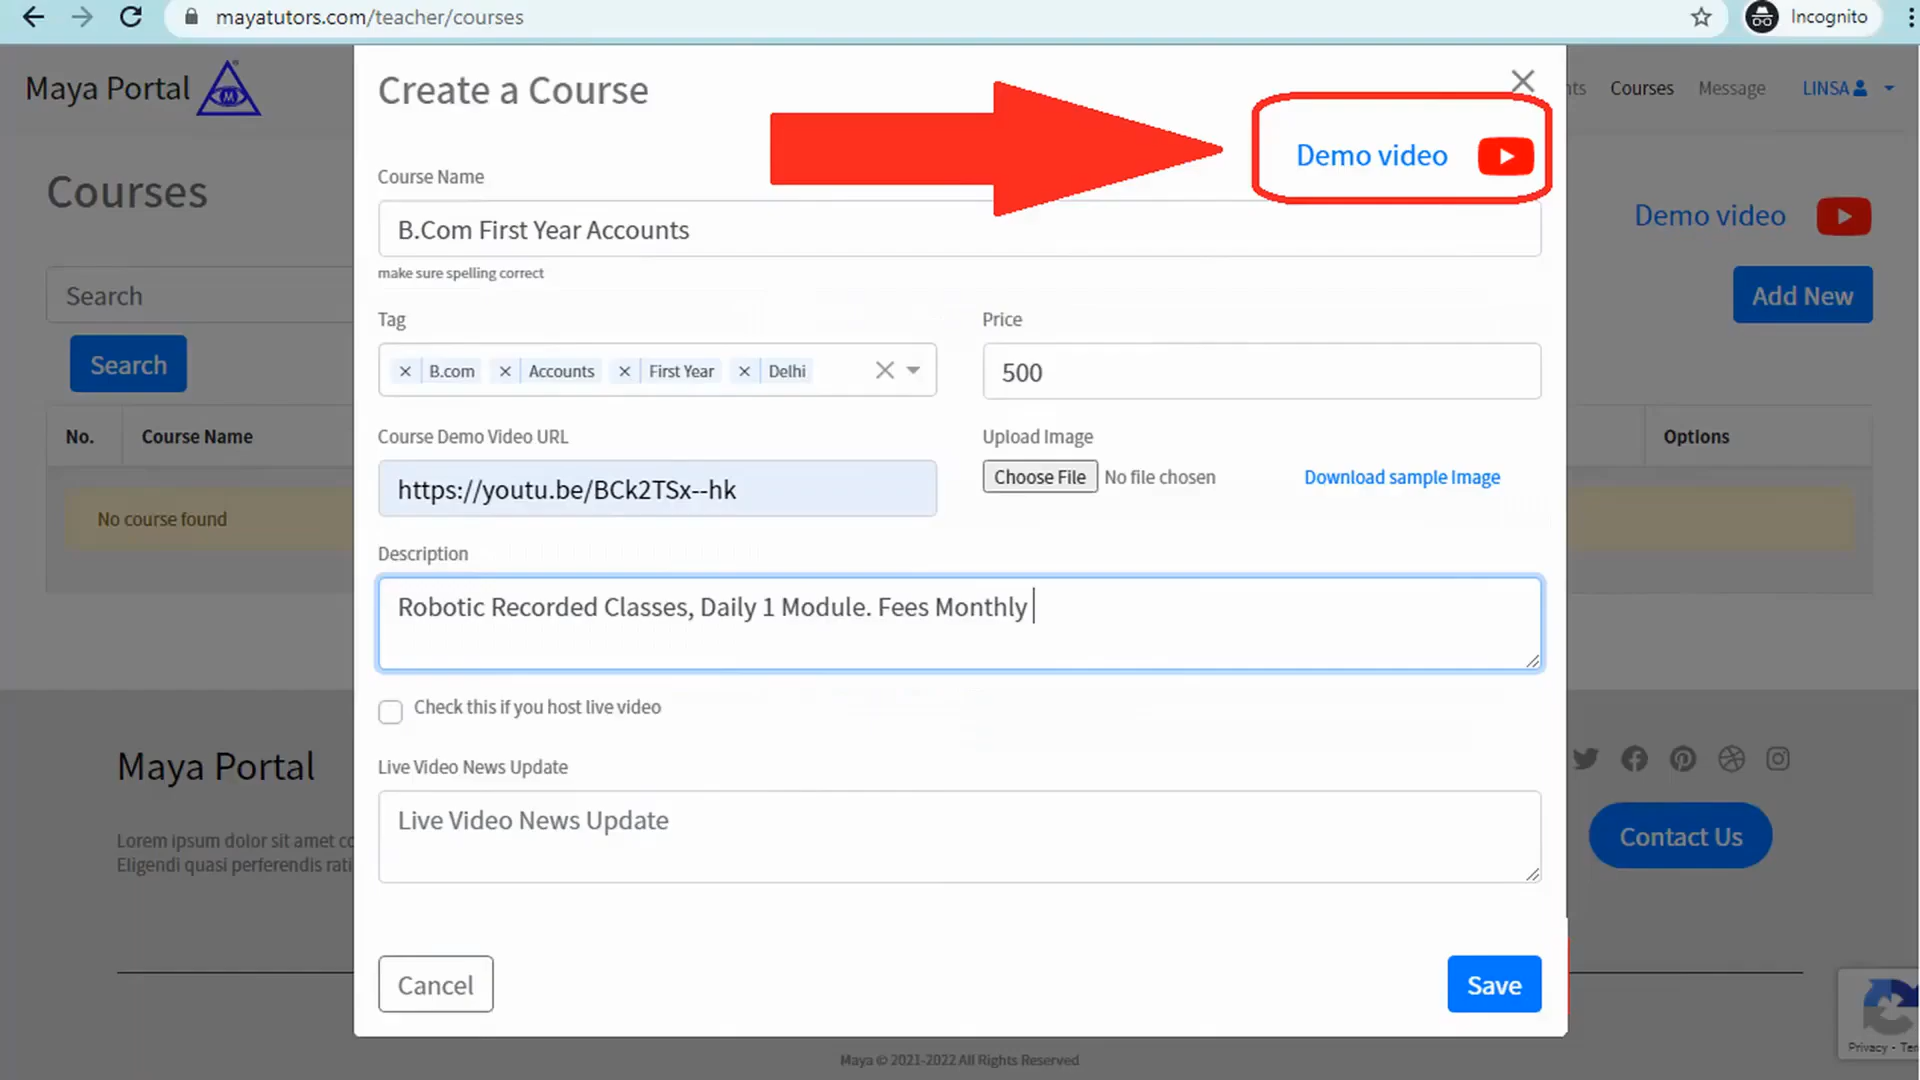 mayatutors.com/teacher/courses
Incognito
Maya Portal
M
Create a Course
Courses
Message
LINSA
Demo video
Courses
Course Name
B.Com First Year Accounts
make sure spelling correct
Demo video
Search
Add New
Tag
Price
B.com
Accounts
First Year
Delhi
500
Search
No.
Course Name
Course Demo Video URL
Upload Image
Options
https://youtu.be/BCk2TSx--hk
Choose File
No file chosen
Download sample Image
No course found
Description
Robotic Recorded Classes, Daily 1 Module. Fees Monthly
Check this if you host live video
Maya Portal
Live Video News Update
Live Video News Update
Lorem ipsum dolor sit amet
Eligendi quasi perferendis
Contact Us
Cancel
Save
Maya © 2021-2022 All Rights Reserved
Privacy -